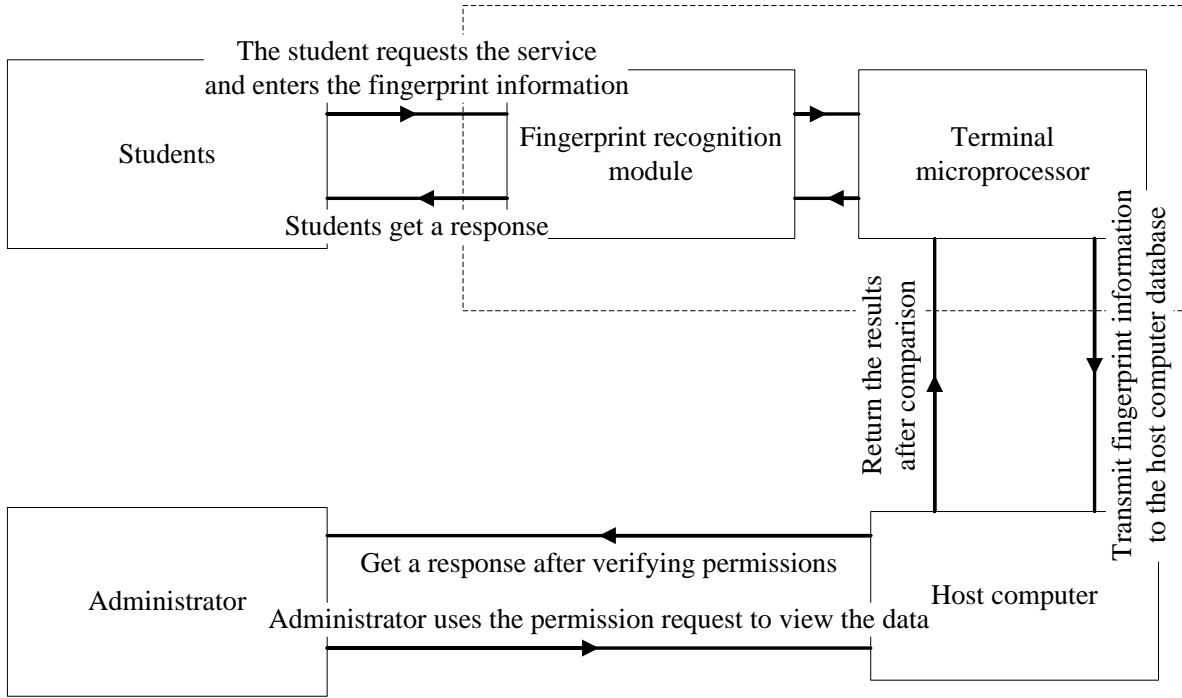 The student requests the service
and enters the fingerprint information
Students
Fingerprint recognition
module
Terminal
microprocessor
Students get a response
Return the results
after comparison
Transmit fingerprint information
to the host computer database
Administrator
Get a response after verifying permissions
Administrator uses the permission request to view the data
Host computer